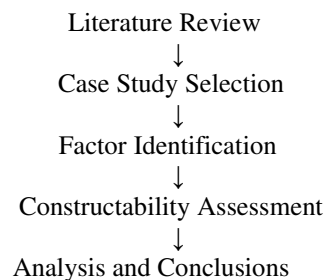 Literature Review
↓
Case Study Selection
↓
Factor Identification
↓
Constructability Assessment
↓
Analysis and Conclusions